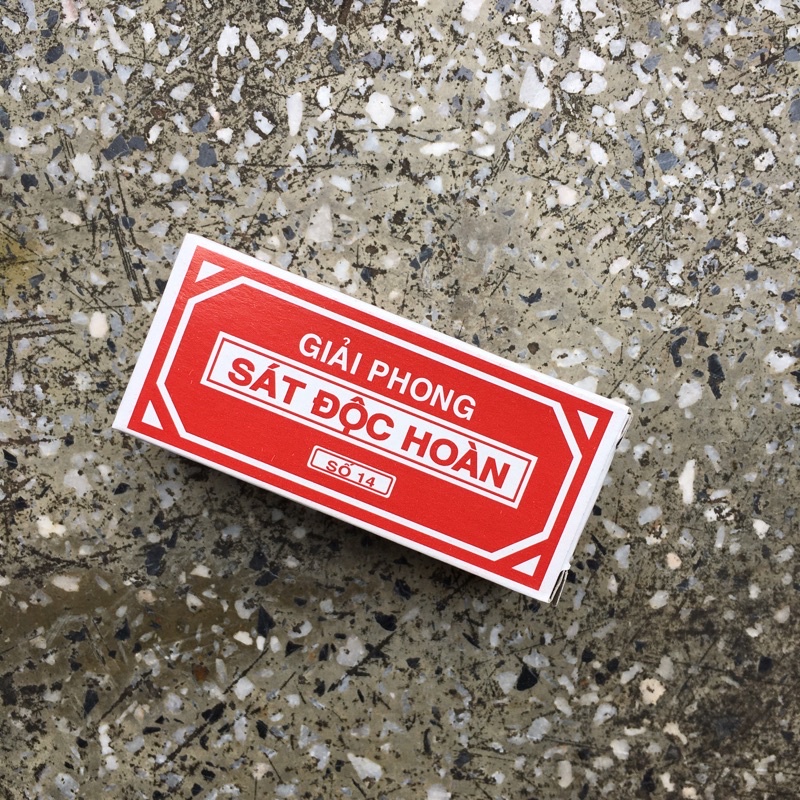 GIẢI PHONG
SÁT ĐỘC HOÀN
SỐ 14